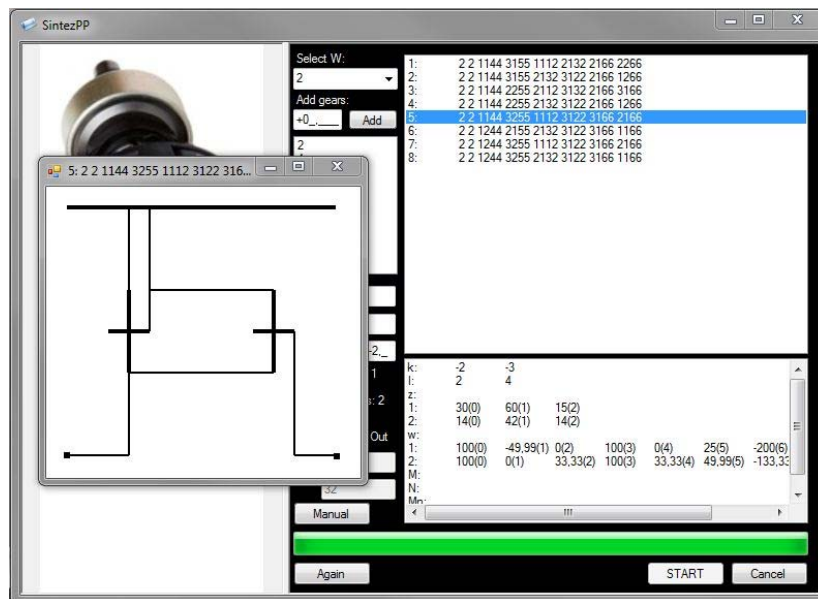 SintezPP
Select W:
2
Add gears:
+0_,___ Add
2
1: 2 2 1144 3155 1112 2132 2166 2266
2: 2 2 1144 3155 2132 3122 2166 1266
3: 2 2 1144 2255 2112 3132 2166 3166
4: 2 2 1144 2255 2132 3122 2166 1266
5: 2 2 1144 3255 1112 3122 3166 2166
6: 2 2 1244 2155 2132 3122 3166 1166
7: 2 2 1244 3255 1112 3132 2166 2166
8: 2 2 1244 3255 2132 3122 3166 1166
5: 2 2 1144 3255 1112 3122 316...
-2,_
1
s: 2
Out
32
Manual
k: -2 -3
l: 2 4
z:
1: 30(0) 60(1) 15(2)
2: 14(0) 42(1) 14(2)
w:
1: 100(0) -49,99(1) 0(2) 100(3) 0(4) 25(5) -200(6)
2: 100(0) 0(1) 33,33(2) 100(3) 33,33(4) 49,99(5) -133,33
M:
N:
Mn:
Again
START
Cancel